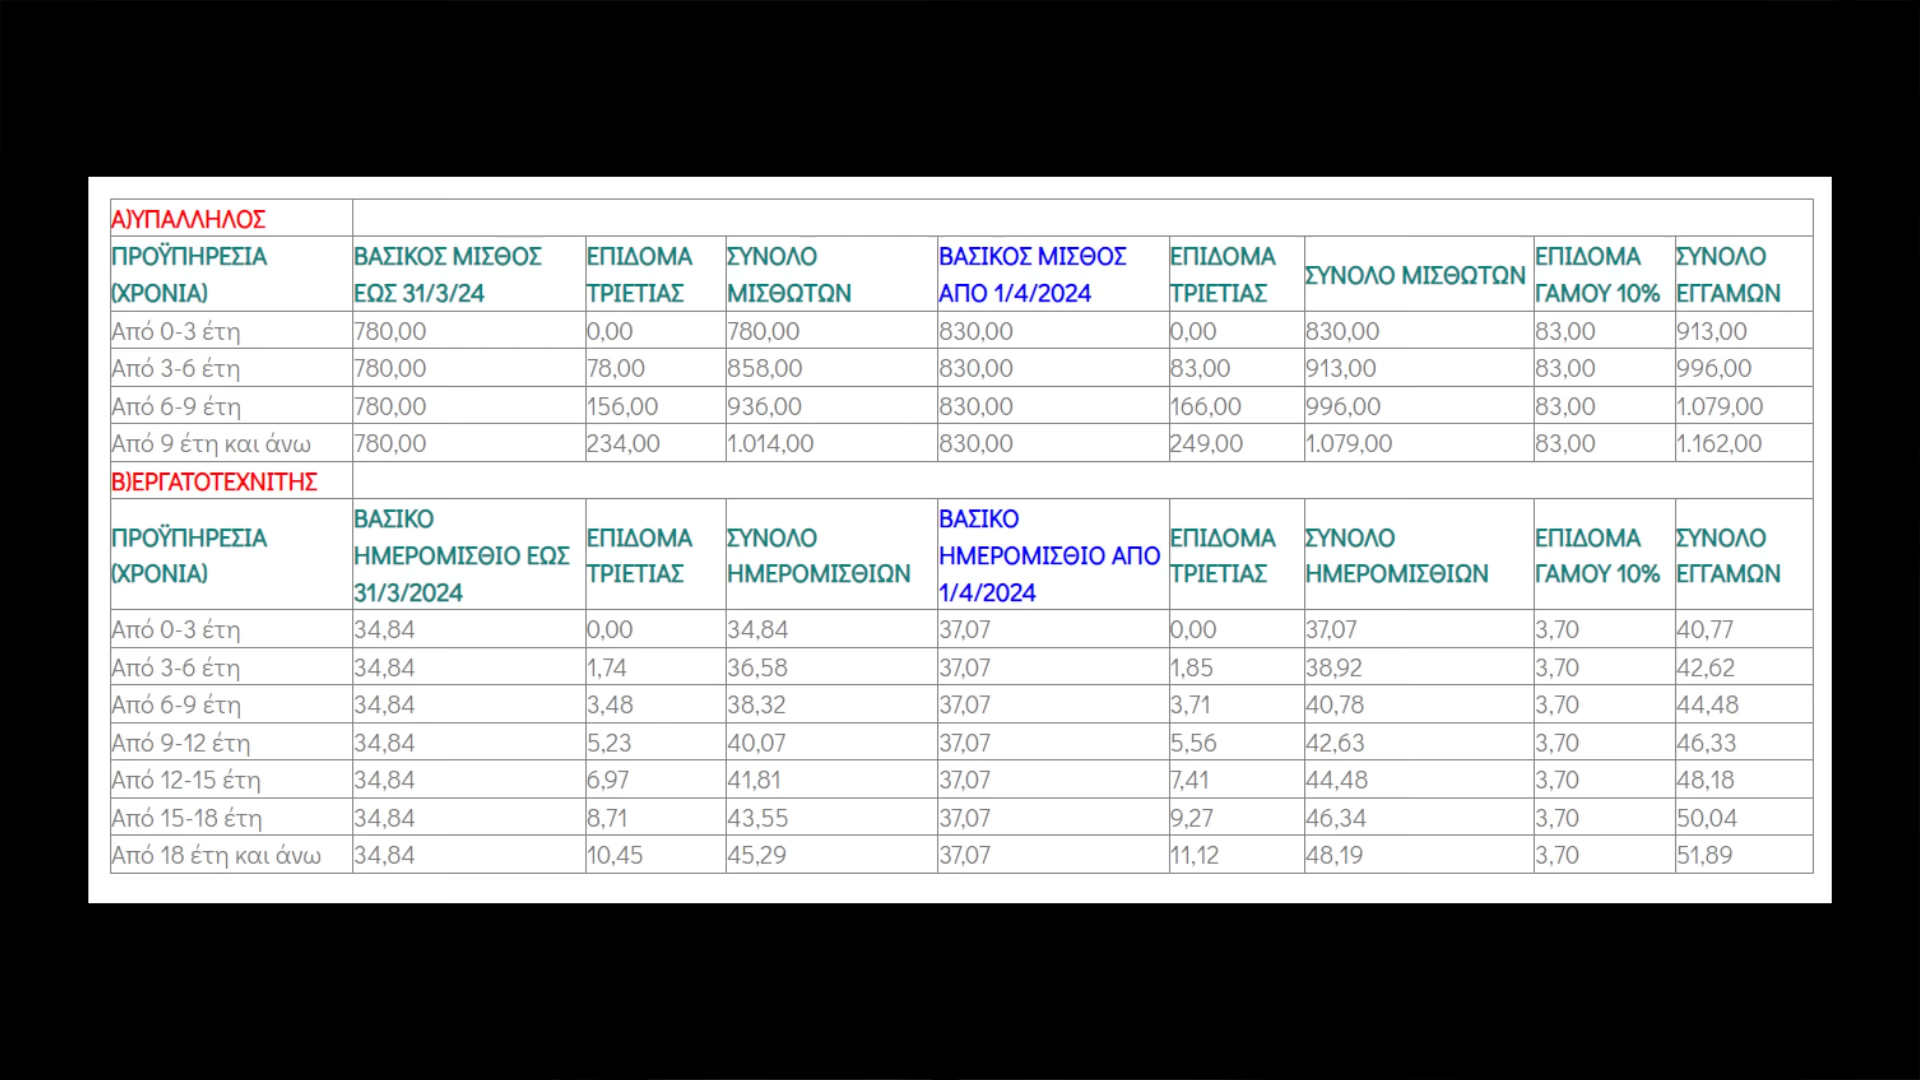 Α)ΥΠΑΛΛΗΛΟΣ
ΠΡΟΫΠΗΡΕΣΙΑ (ΧΡΟΝΙΑ) ΒΑΣΙΚΟΣ ΜΙΣΘΟΣ ΕΩΣ 31/3/24 ΕΠΙΔΟΜΑ ΤΡΙΕΤΙΑΣ ΣΥΝΟΛΟ ΜΙΣΘΩΤΩΝ ΒΑΣΙΚΟΣ ΜΙΣΘΟΣ ΑΠΟ 1/4/2024 ΕΠΙΔΟΜΑ ΤΡΙΕΤΙΑΣ ΣΥΝΟΛΟ ΜΙΣΘΩΤΩΝ ΕΠΙΔΟΜΑ ΓΑΜΟΥ 10% ΣΥΝΟΛΟ ΕΓΓΑΜΩΝ
Από 0-3 έτη 780,00 0,00 780,00 830,00 0,00 830,00 83,00 913,00
Από 3-6 έτη 780,00 78,00 858,00 830,00 83,00 913,00 83,00 996,00
Από 6-9 έτη 780,00 156,00 936,00 830,00 166,00 996,00 83,00 1.079,00
Από 9 έτη και άνω 780,00 234,00 1.014,00 830,00 249,00 1.079,00 83,00 1.162,00
Β)ΕΡΓΑΤΟΤΕΧΝΙΤΗΣ
ΠΡΟΫΠΗΡΕΣΙΑ (ΧΡΟΝΙΑ) ΒΑΣΙΚΟ ΗΜΕΡΟΜΙΣΘΙΟ ΕΩΣ 31/3/2024 ΕΠΙΔΟΜΑ ΤΡΙΕΤΙΑΣ ΣΥΝΟΛΟ ΗΜΕΡΟΜΙΣΘΙΩΝ ΒΑΣΙΚΟ ΗΜΕΡΟΜΙΣΘΙΟ ΑΠΟ 1/4/2024 ΕΠΙΔΟΜΑ ΤΡΙΕΤΙΑΣ ΣΥΝΟΛΟ ΗΜΕΡΟΜΙΣΘΙΩΝ ΕΠΙΔΟΜΑ ΓΑΜΟΥ 10% ΣΥΝΟΛΟ ΕΓΓΑΜΩΝ
Από 0-3 έτη 34,84 0,00 34,84 37,07 0,00 37,07 3,70 40,77
Από 3-6 έτη 34,84 1,74 36,58 37,07 1,85 38,92 3,70 42,62
Από 6-9 έτη 34,84 3,48 38,32 37,07 3,71 40,78 3,70 44,48
Από 9-12 έτη 34,84 5,23 40,07 37,07 5,56 42,63 3,70 46,33
Από 12-15 έτη 34,84 6,97 41,81 37,07 7,41 44,48 3,70 48,18
Από 15-18 έτη 34,84 8,71 43,55 37,07 9,27 46,34 3,70 50,04
Από 18 έτη και άνω 34,84 10,45 45,29 37,07 11,12 48,19 3,70 51,89